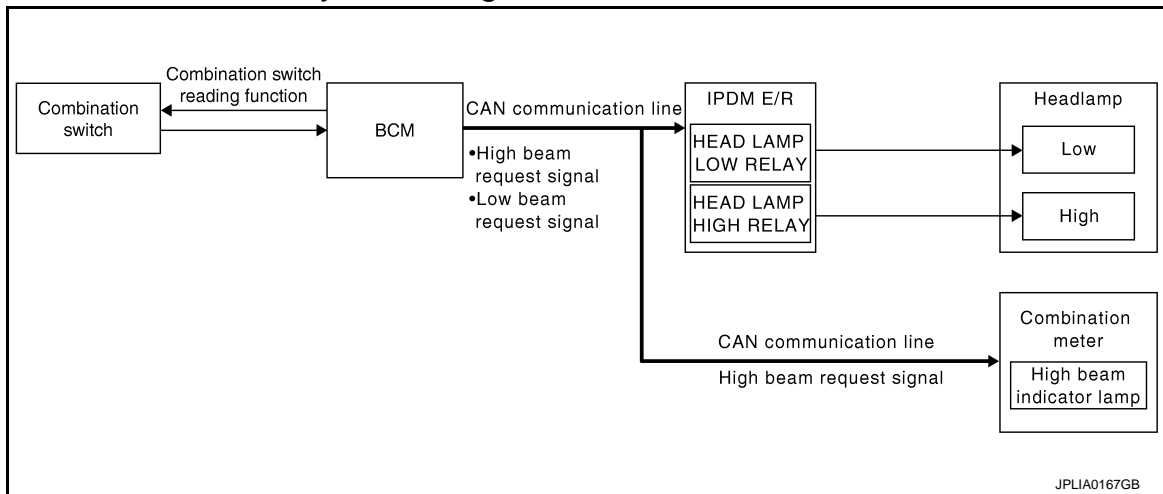 Combination switch
reading function
Combination
switch
BCM
CAN communication line
•High beam
request signal
•Low beam
request signal
IPDM E/R
HEAD LAMP
LOW RELAY
HEAD LAMP
HIGH RELAY
Headlamp
Low
High
CAN communication line
High beam request signal
Combination
meter
High beam
indicator lamp
JPLIA0167GB